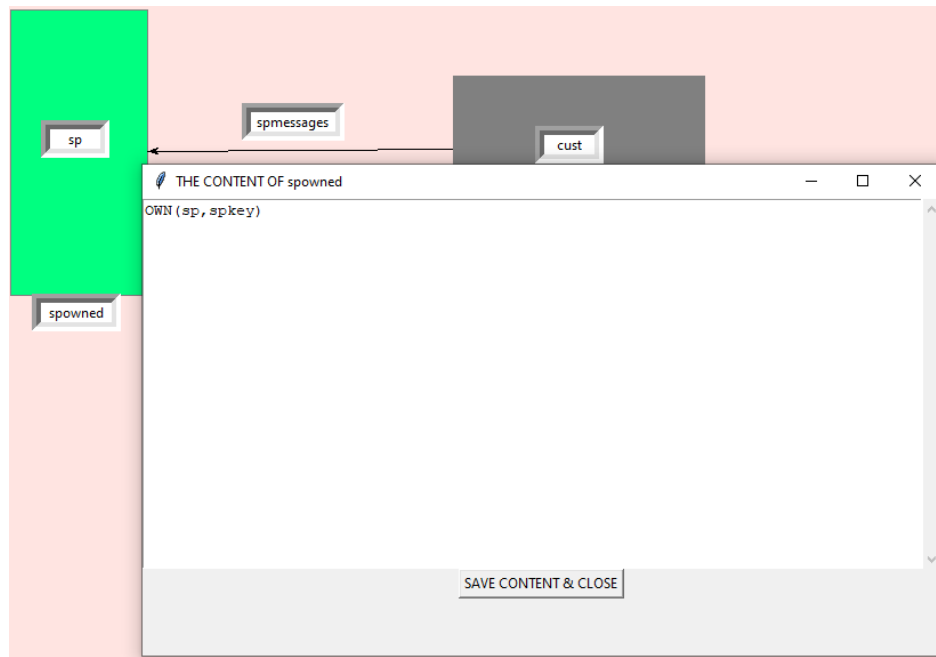 spmessages
sp
cust
THE CONTENT OF spowned
OWN(sp,spkey)
spowned
SAVE CONTENT & CLOSE